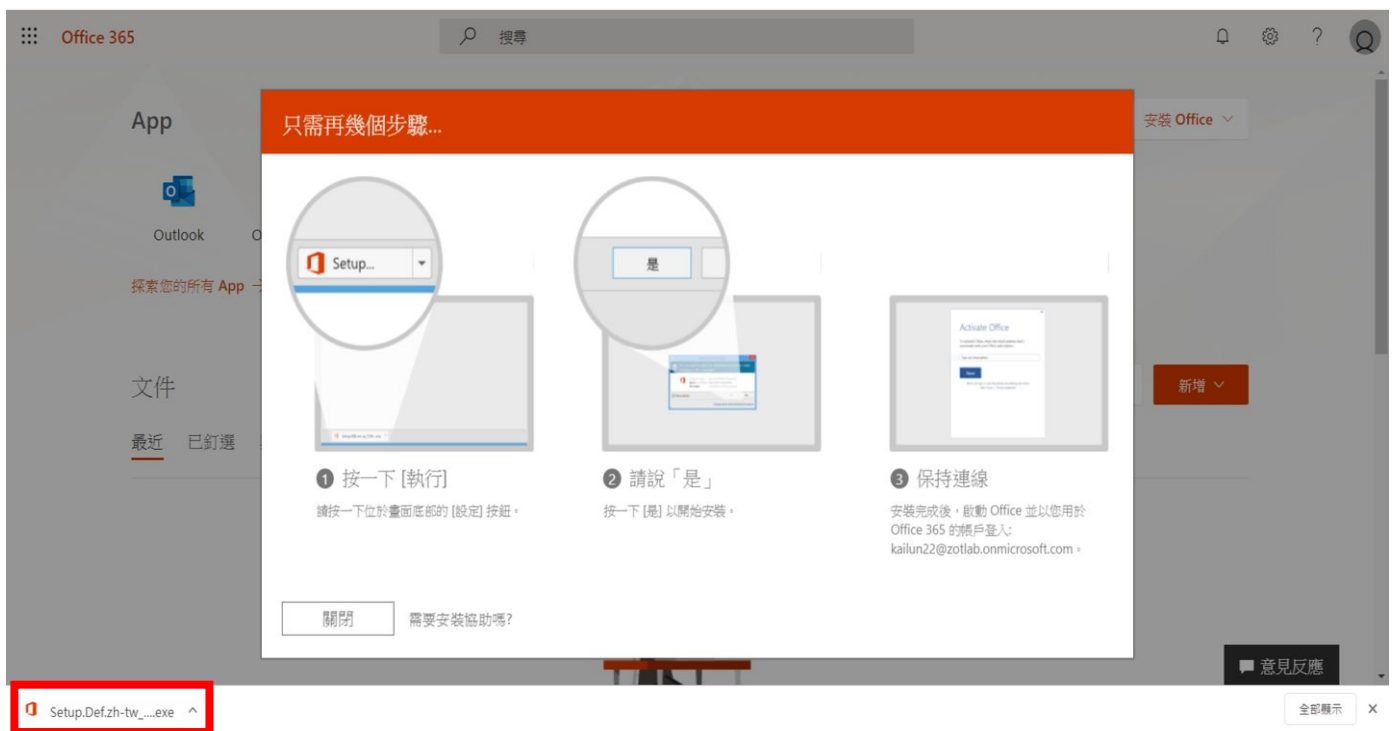 Office 365
搜尋
App
只需再幾個步驟...
安裝 Office
Outlook
O
探索您的所有 App →
Setup...
是
Activate Office
文件
新增
最近 已釘選
1 按一下 [執行]
請按一下位於畫面底部的 [設定] 按鈕。
2 請說「是」
按一下 [是] 以開始安裝。
3 保持連線
安裝完成後，啟動 Office 並以您用於
Office 365 的帳戶登入:
kailun22@zotlab.onmicrosoft.com。
關閉
需要安裝協助嗎?
意見反應
Setup.Def.zh-tw_....exe
全部顯示